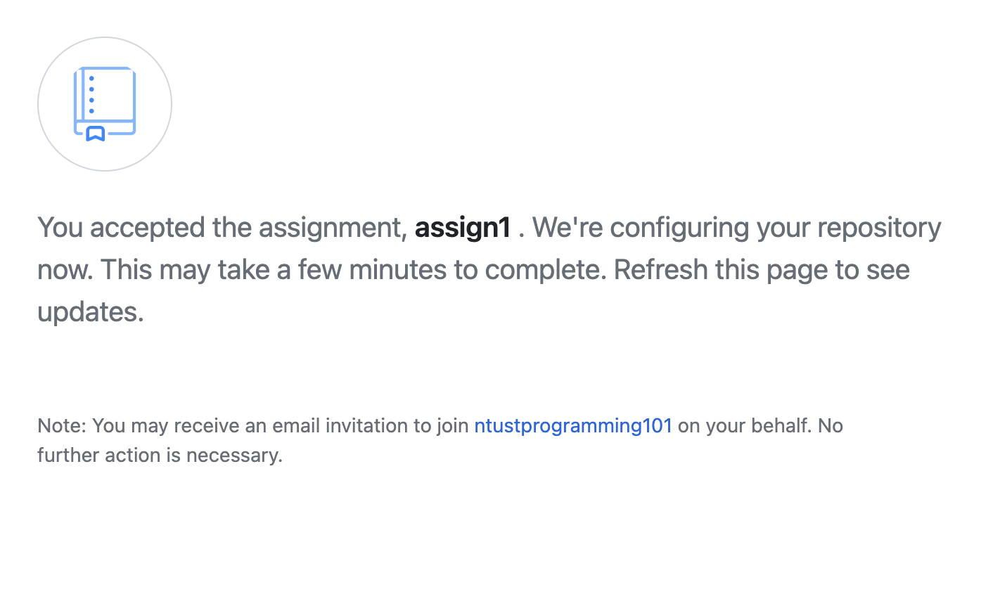 You accepted the assignment, assign1 . We're configuring your repository
now. This may take a few minutes to complete. Refresh this page to see
updates.
Note: You may receive an email invitation to join ntustprogramming101 on your behalf. No
further action is necessary.